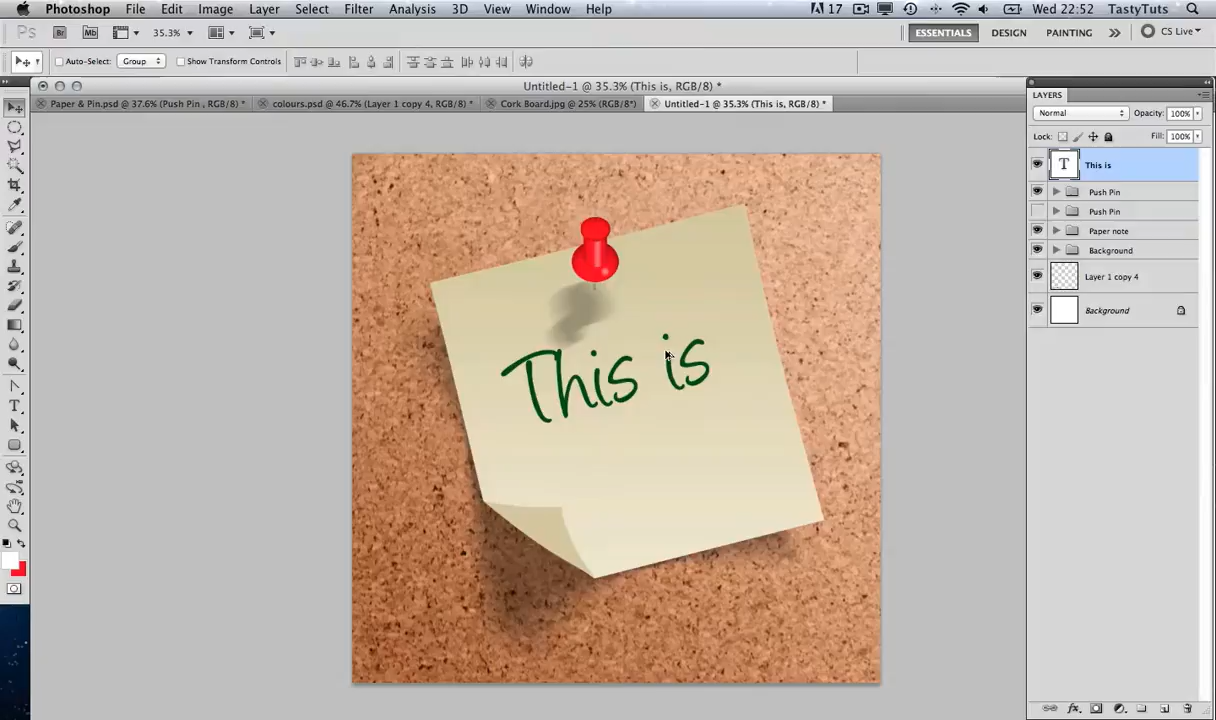 Photoshop File Edit Image Layer Select Filter Analysis 3D View Window Help 17 Wed 22:52 TastyTuts
Ps Br Mb 35.3% ESSENTIALS DESIGN PAINTING >> CS Live
Auto-Select: Group Show Transform Controls
Untitled-1 @ 35.3% (This is, RGB/8) *
Paper & Pin.psd @ 37.6% (Push Pin , RGB/8) * colours.psd @ 46.7% (Layer 1 copy 4, RGB/8) * Cork Board.jpg @ 25% (RGB/8*) Untitled-1 @ 35.3% (This is, RGB/8) *
LAYERS
Normal Opacity: 100%
Lock: Fill: 100%
T This is
Push Pin
Push Pin
Paper note
Background
Layer 1 copy 4
Background
This is